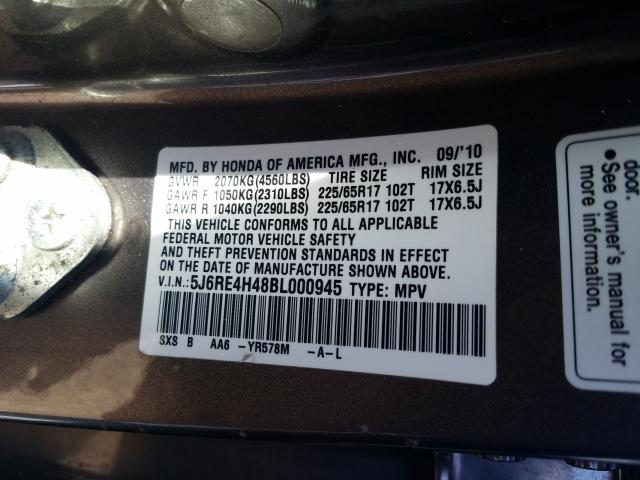 MFD. BY HONDA OF AMERICA MFG., INC. 09/'10
GVWR 2070KG(4560LBS) TIRE SIZE RIM SIZE
GAWR F 1050KG(2310LBS) 225/65R17 102T 17X6.5J
GAWR R 1040KG(2290LBS) 225/65R17 102T 17X6.5J
THIS VEHICLE CONFORMS TO ALL APPLICABLE
FEDERAL MOTOR VEHICLE SAFETY
AND THEFT PREVENTION STANDARDS IN EFFECT
ON THE DATE OF MANUFACTURE SHOWN ABOVE.
V.I.N.: 5J6RE4H48BL000945 TYPE: MPV
SXS B AA6 -YR578M -A-L
door.
• See owner's
manual for
more information.